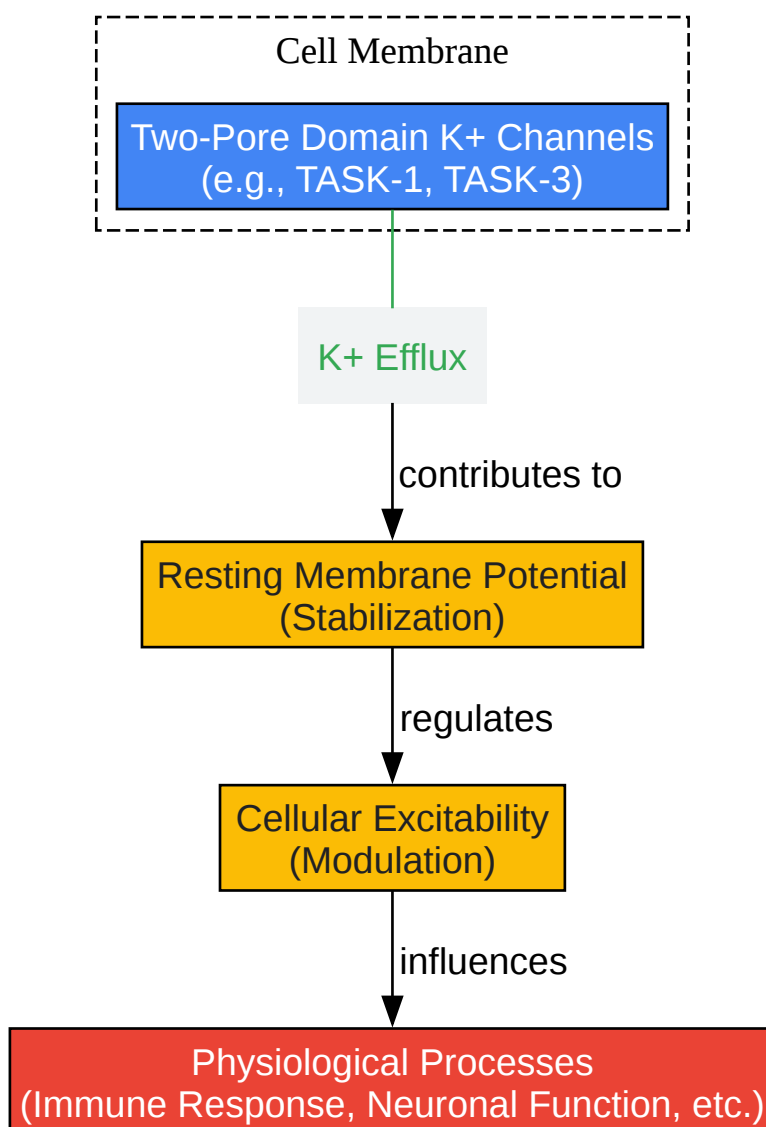 Cell Membrane
Two-Pore Domain K+ Channels
(e.g., TASK-1, TASK-3)
K+ Efflux
contributes to
Resting Membrane Potential
(Stabilization)
regulates
Cellular Excitability
(Modulation)
influences
Physiological Processes
(Immune Response, Neuronal Function, etc.)